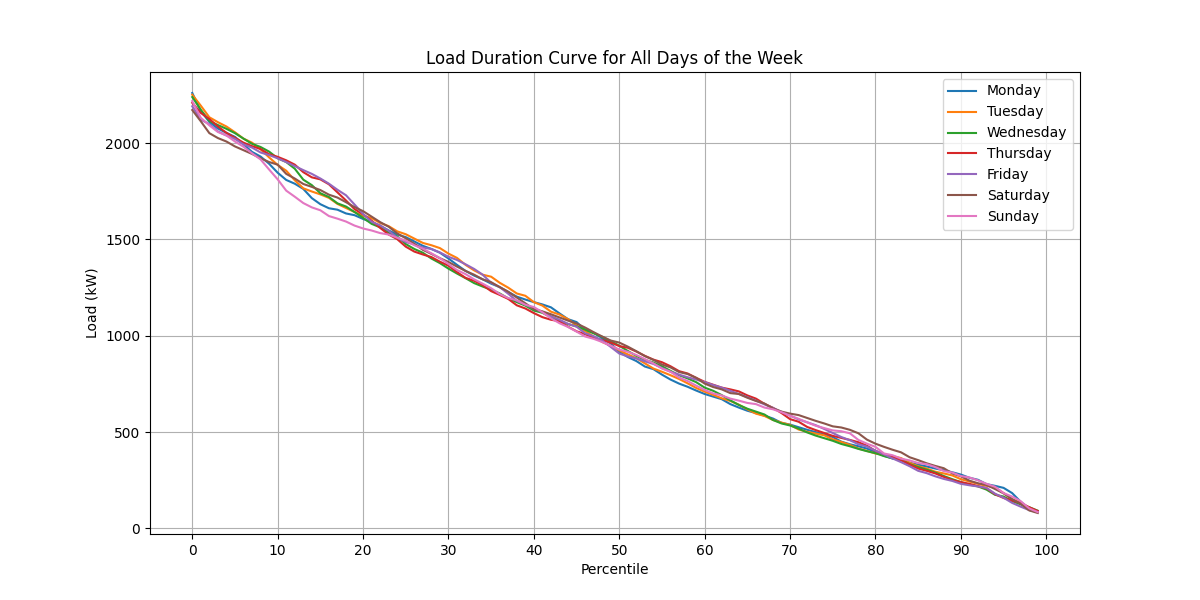 Load Duration Curve for All Days of the Week
Load (kW)
2000
1500
1000
500
0
Monday
Tuesday
Wednesday
Thursday
Friday
Saturday
Sunday
0 10 20 30 40 50 60 70 80 90 100
Percentile